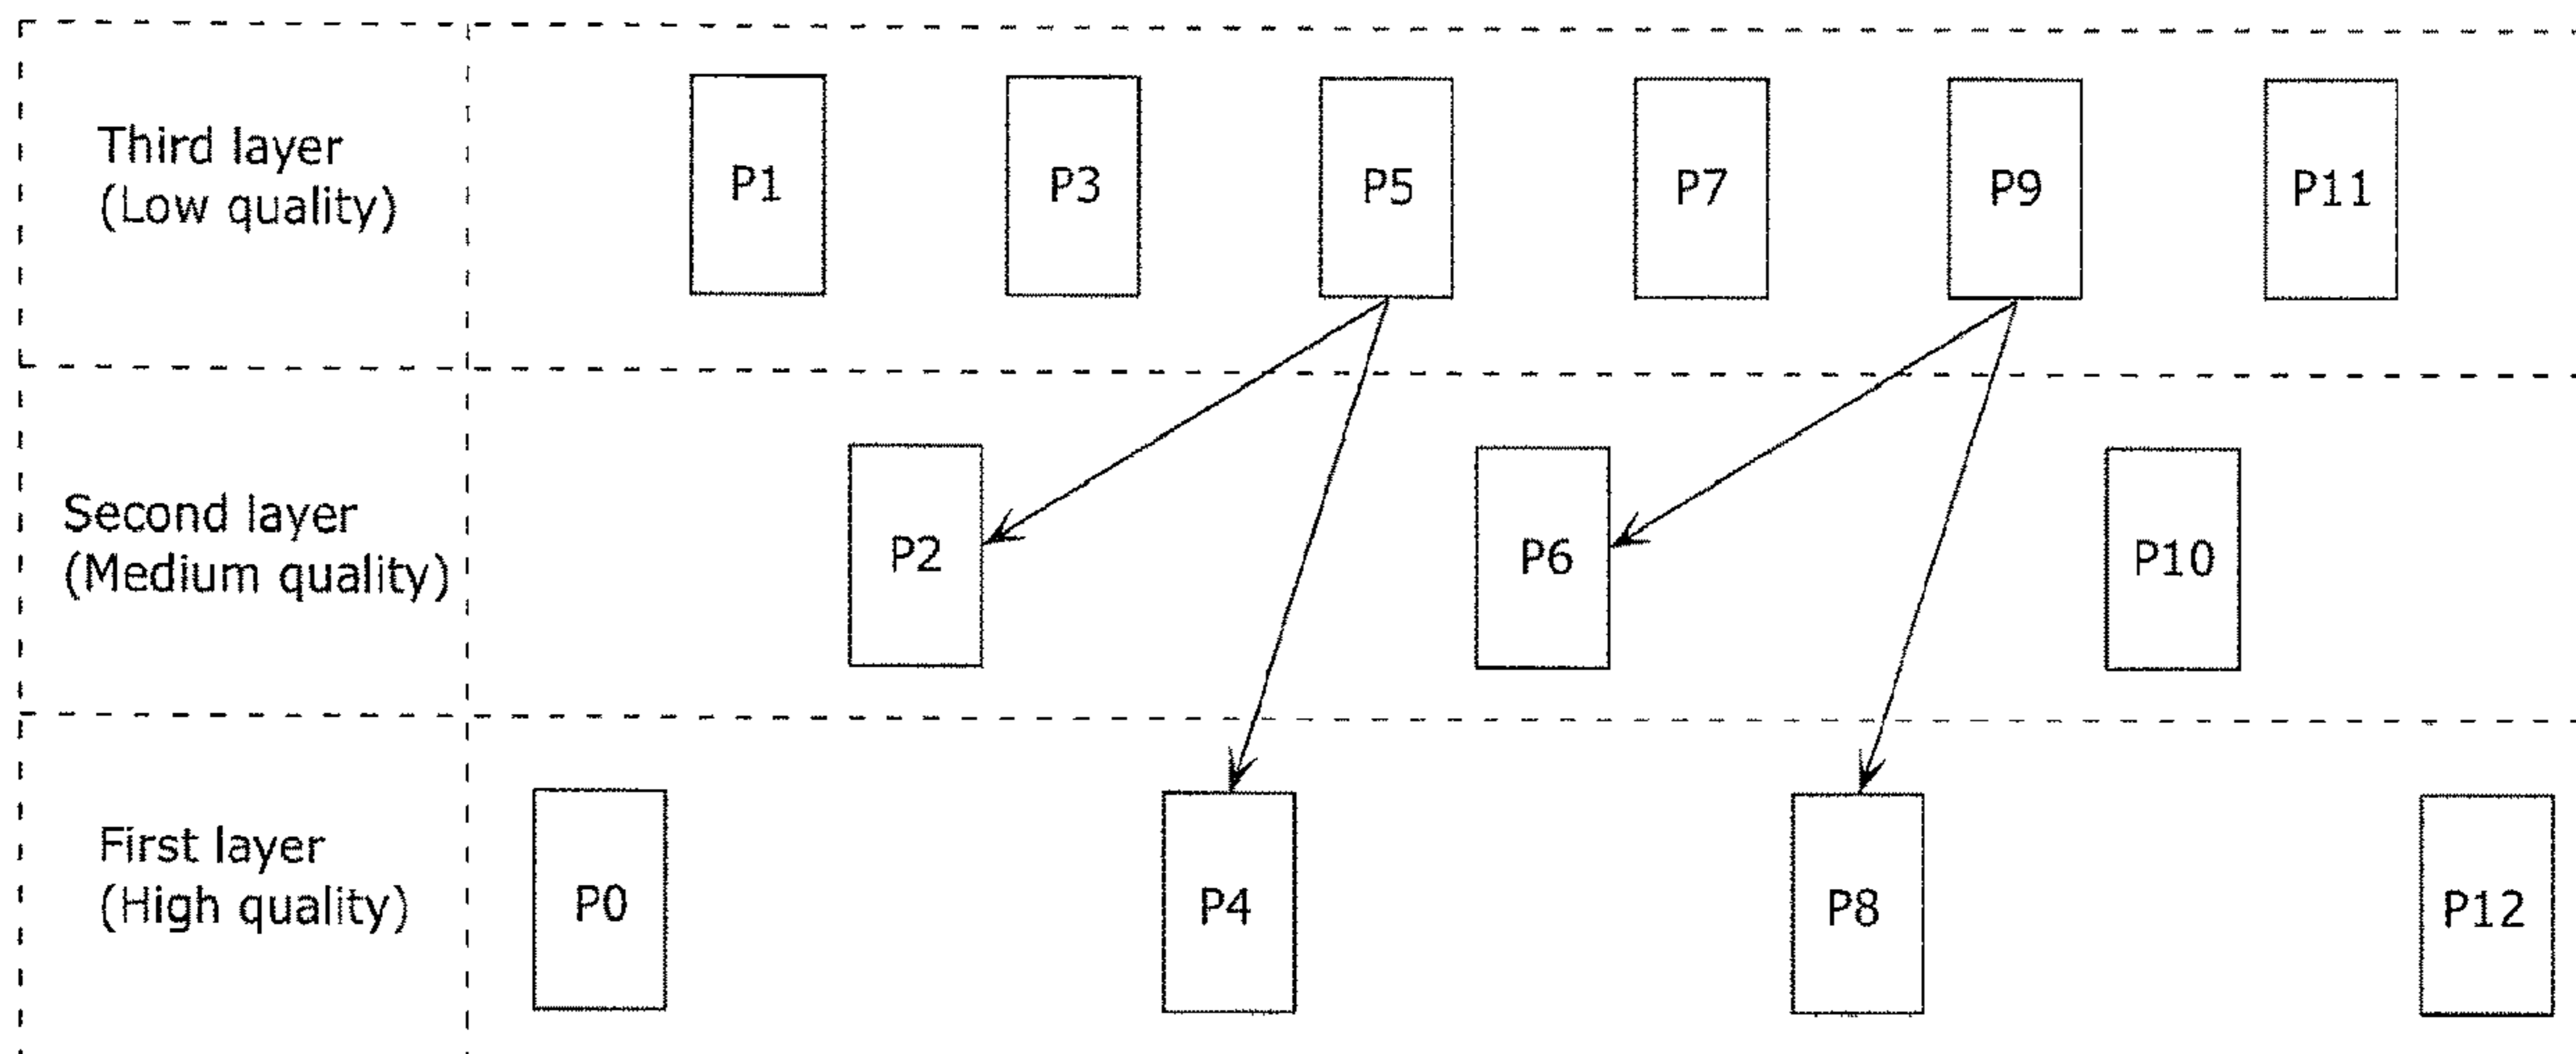 Third layer
(Low quality)
P1
P3
P5
P7
P9
P11
Second layer
(Medium quality)
P2
P6
P10
First layer
(High quality)
P0
P4
P8
P12